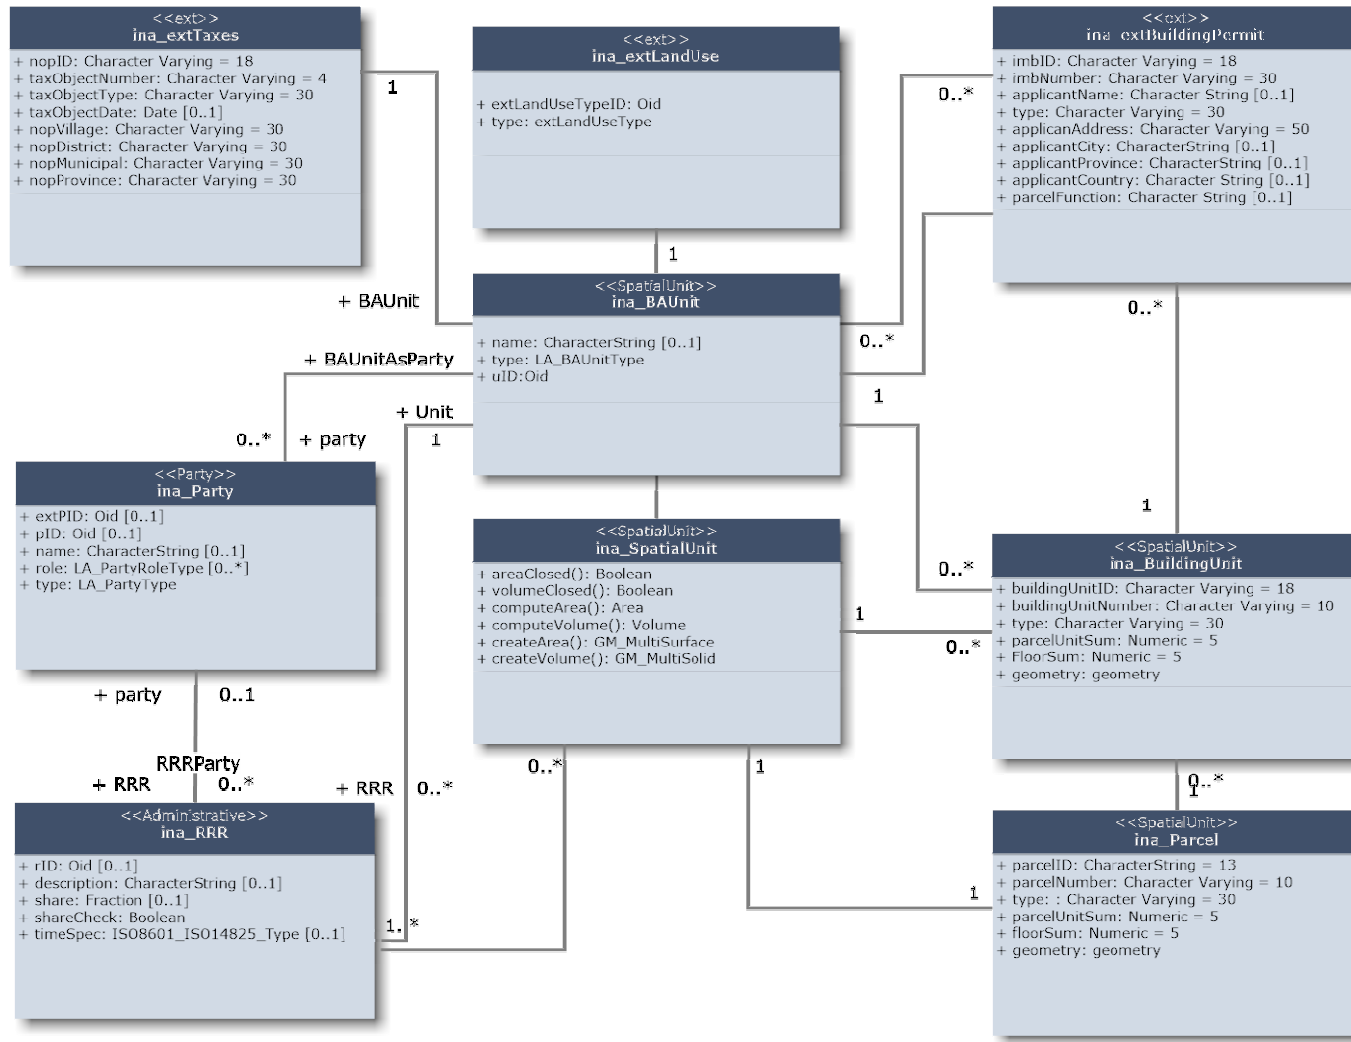 <<ext>>
ina_extTaxes
+ nopID: Character Varying = 18
+ taxObjectNumber: Character Varying = 4
+ taxObjectType: Character Varying = 30
+ taxObjectDate: Date [0..1]
+ nopVillage: Character Varying = 30
+ nopDistrict: Character Varying = 30
+ nopMunicipal: Character Varying = 30
+ nopProvince: Character Varying = 30
1
+ BAUnit
<<ext>>
ina_extLandUse
+ extLandUseTypeID: Oid
+ type: extLandUseType
1
<<ext>>
ina_extBuildingPermit
+ imbID: Character Varying = 18
+ imbNumber: Character Varying = 30
+ applicantName: Character String [0..1]
+ type: Character Varying = 30
+ applicanAddress: Character Varying = 50
+ applicantCity: CharacterString [0..1]
+ applicantProvince: CharacterString [0..1]
+ applicantCountry: Character String [0..1]
+ parcelFunction: Character String [0..1]
0..*
0..*
<<SpatialUnit>>
ina_BAUnit
+ name: CharacterString [0..1]
+ type: LA_BAUnitType
+ uID:Oid
0..*
1
+ BAUnitAsParty
+ Unit
1
0..*
+ party
<<Party>>
ina_Party
+ extPID: Oid [0..1]
+ pID: Oid [0..1]
+ name: CharacterString [0..1]
+ role: LA_PartyRoleType [0..*]
+ type: LA_PartyType
+ party
0..1
<<SpatialUnit>>
ina_SpatialUnit
+ areaClosed(): Boolean
+ volumeClosed(): Boolean
+ computeArea(): Area
+ computeVolume(): Volume
+ createArea(): GM_MultiSurface
+ createVolume(): GM_MultiSolid
1
0..*
0..*
1
<<SpatialUnit>>
ina_BuildingUnit
+ buildingUnitID: Character Varying = 18
+ buildingUnitNumber: Character Varying = 10
+ type: Character Varying = 30
+ parcelUnitSum: Numeric = 5
+ FloorSum: Numeric = 5
+ geometry: geometry
RRRParty
+ RRR
0..*
+ RRR
0..*
0..*
1
0..*
1
<<Administrative>>
ina_RRR
+ rID: Oid [0..1]
+ description: CharacterString [0..1]
+ share: Fraction [0..1]
+ shareCheck: Boolean
+ timeSpec: ISO8601_ISO14825_Type [0..1]
1..*
1
<<SpatialUnit>>
ina_Parcel
+ parcelID: CharacterString = 13
+ parcelNumber: Character Varying = 10
+ type: : Character Varying = 30
+ parcelUnitSum: Numeric = 5
+ floorSum: Numeric = 5
+ geometry: geometry